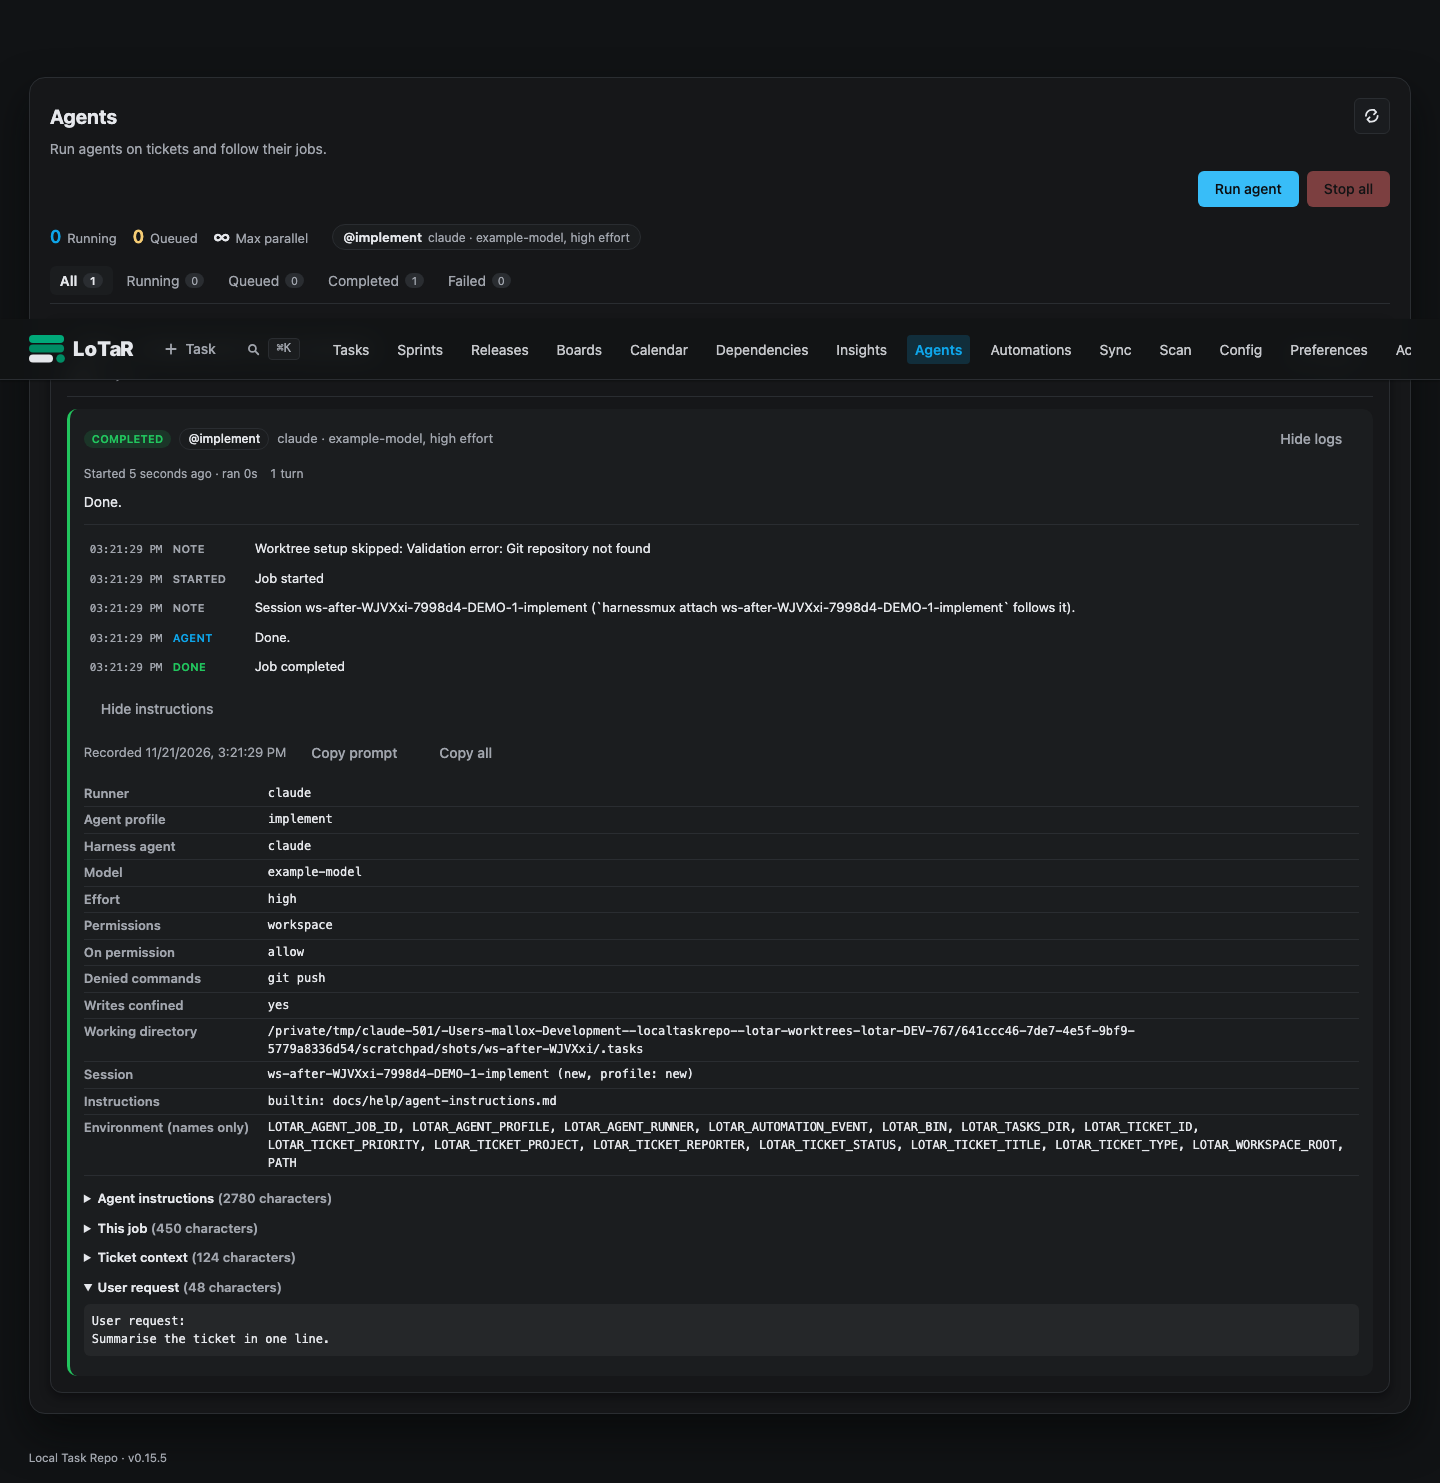 Agents
Run agents on tickets and follow their jobs.
Run agent Stop all
0 Running 0 Queued ∞ Max parallel @implement claude · example-model, high effort
All 1 Running 0 Queued 0 Completed 1 Failed 0
LoTaR + Task ⌘K Tasks Sprints Releases Boards Calendar Dependencies Insights Agents Automations Sync Scan Config Preferences Ac
COMPLETED @implement claude · example-model, high effort Hide logs
Started 5 seconds ago · ran 0s 1 turn
Done.
03:21:29 PM NOTE Worktree setup skipped: Validation error: Git repository not found
03:21:29 PM STARTED Job started
03:21:29 PM NOTE Session ws-after-WJVXxi-7998d4-DEMO-1-implement (`harnessmux attach ws-after-WJVXxi-7998d4-DEMO-1-implement` follows it).
03:21:29 PM AGENT Done.
03:21:29 PM DONE Job completed
Hide instructions
Recorded 11/21/2026, 3:21:29 PM Copy prompt Copy all
Runner claude
Agent profile implement
Harness agent claude
Model example-model
Effort high
Permissions workspace
On permission allow
Denied commands git push
Writes confined yes
Working directory /private/tmp/claude-501/-Users-mallox-Development--localtaskrepo--lotar-worktrees-lotar-DEV-767/641ccc46-7de7-4e5f-9bf9-
5779a8336d54/scratchpad/shots/ws-after-WJVXxi/.tasks
Session ws-after-WJVXxi-7998d4-DEMO-1-implement (new, profile: new)
Instructions builtin: docs/help/agent-instructions.md
Environment (names only) LOTAR_AGENT_JOB_ID, LOTAR_AGENT_PROFILE, LOTAR_AGENT_RUNNER, LOTAR_AUTOMATION_EVENT, LOTAR_BIN, LOTAR_TASKS_DIR, LOTAR_TICKET_ID,
LOTAR_TICKET_PRIORITY, LOTAR_TICKET_PROJECT, LOTAR_TICKET_REPORTER, LOTAR_TICKET_STATUS, LOTAR_TICKET_TITLE, LOTAR_TICKET_TYPE, LOTAR_WORKSPACE_ROOT,
PATH
▶ Agent instructions (2780 characters)
▶ This job (450 characters)
▶ Ticket context (124 characters)
▼ User request (48 characters)
User request:
Summarise the ticket in one line.
Local Task Repo · v0.15.5